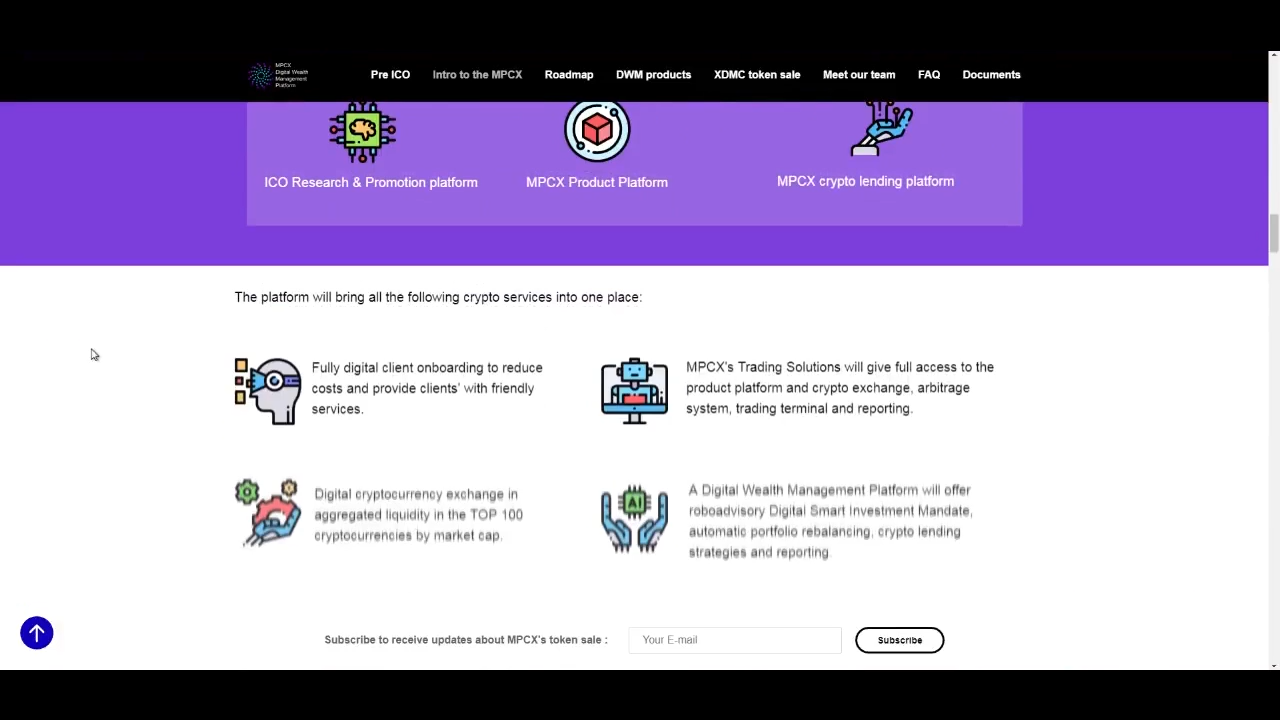 MPCX
Digital Wealth
Management
Platform
Pre ICO
Intro to the MPCX
Roadmap
DWM products
XDMC token sale
Meet our team
FAQ
Documents
ICO Research & Promotion platform
MPCX Product Platform
MPCX crypto lending platform
The platform will bring all the following crypto services into one place:
Fully digital client onboarding to reduce
costs and provide clients' with friendly
services.
MPCX's Trading Solutions will give full access to the
product platform and crypto exchange, arbitrage
system, trading terminal and reporting.
Digital cryptocurrency exchange in
aggregated liquidity in the TOP 100
cryptocurrencies by market cap.
AI
A Digital Wealth Management Platform will offer
roboadvisory Digital Smart Investment Mandate,
automatic portfolio rebalancing, crypto lending
strategies and reporting.
Subscribe to receive updates about MPCX's token sale :
Your E-mail
Subscribe